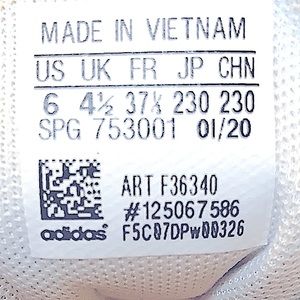 MADE IN VIETNAM
US UK FR JP CHN
6 4½ 37⅓ 230 230
SPG 753001 01/20
ART F36340
#125067586
adidas F5C07DPw00326